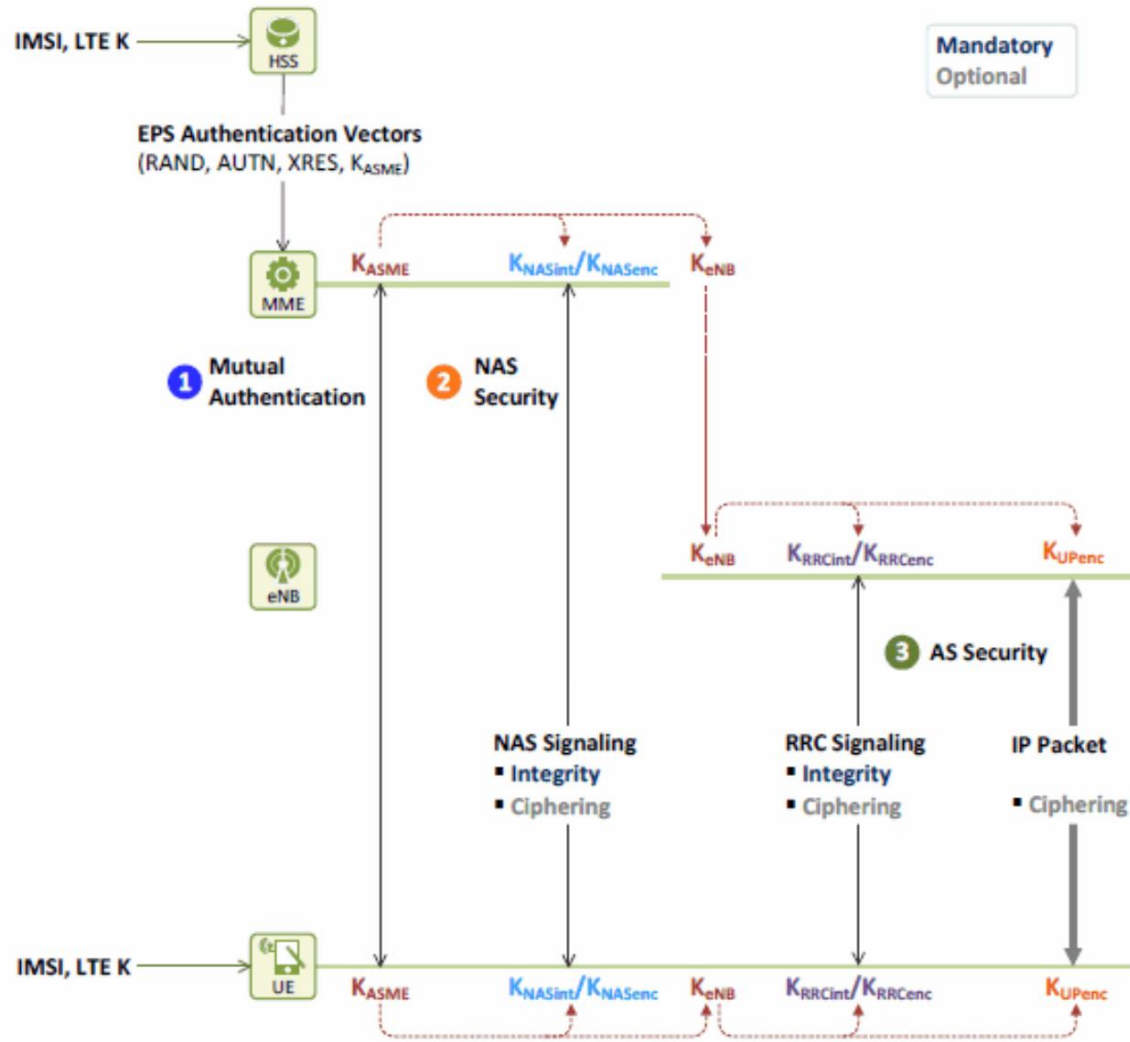 IMSI, LTE K
HSS
Mandatory
Optional
EPS Authentication Vectors
(RAND, AUTN, XRES, KASME)
MME
KASME
KNASint/KNASenc
KeNB
1 Mutual
Authentication
2 NAS
Security
eNB
KeNB
KRRCint/KRRCenc
KUPenc
3 AS Security
NAS Signaling
▪ Integrity
▪ Ciphering
RRC Signaling
▪ Integrity
▪ Ciphering
IP Packet
▪ Ciphering
IMSI, LTE K
UE
KASME
KNASint/KNASenc
KeNB
KRRCint/KRRCenc
KUPenc